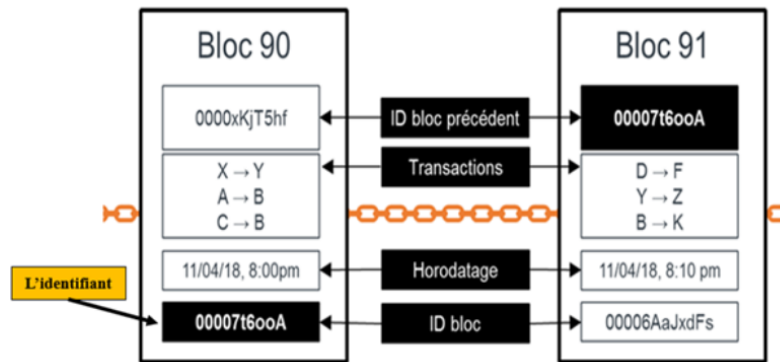 Bloc 90
Bloc 91
0000xKjT5hf
ID bloc précédent
00007t6ooA
X → Y
A → B
C → B
Transactions
D → F
Y → Z
B → K
L'identifiant
11/04/18, 8:00pm
Horodatage
11/04/18, 8:10 pm
00007t6ooA
ID bloc
00006AaJxdFs